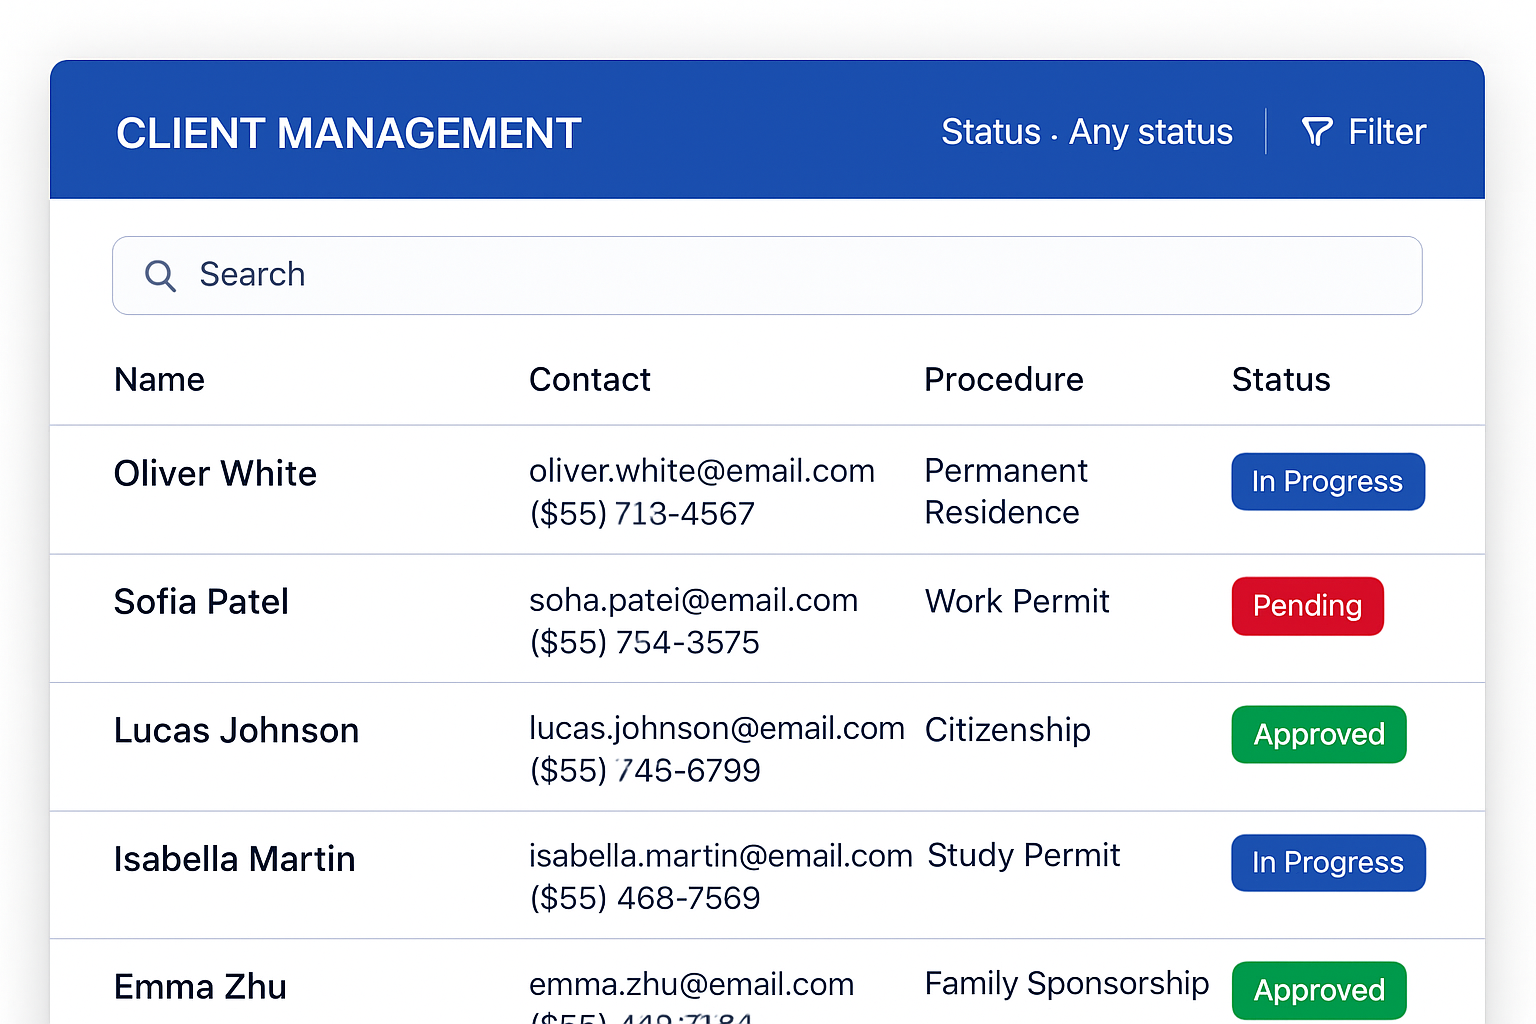 CLIENT MANAGEMENT
Status · Any status
Filter
Search
Name Contact Procedure Status
Oliver White oliver.white@email.com Permanent In Progress
($55) 713-4567 Residence
Sofia Patel soha.patei@email.com Work Permit Pending
($55) 754-3575
Lucas Johnson lucas.johnson@email.com Citizenship Approved
($55) 746-6799
Isabella Martin isabella.martin@email.com Study Permit In Progress
($55) 468-7569
Emma Zhu emma.zhu@email.com Family Sponsorship Approved
($55)